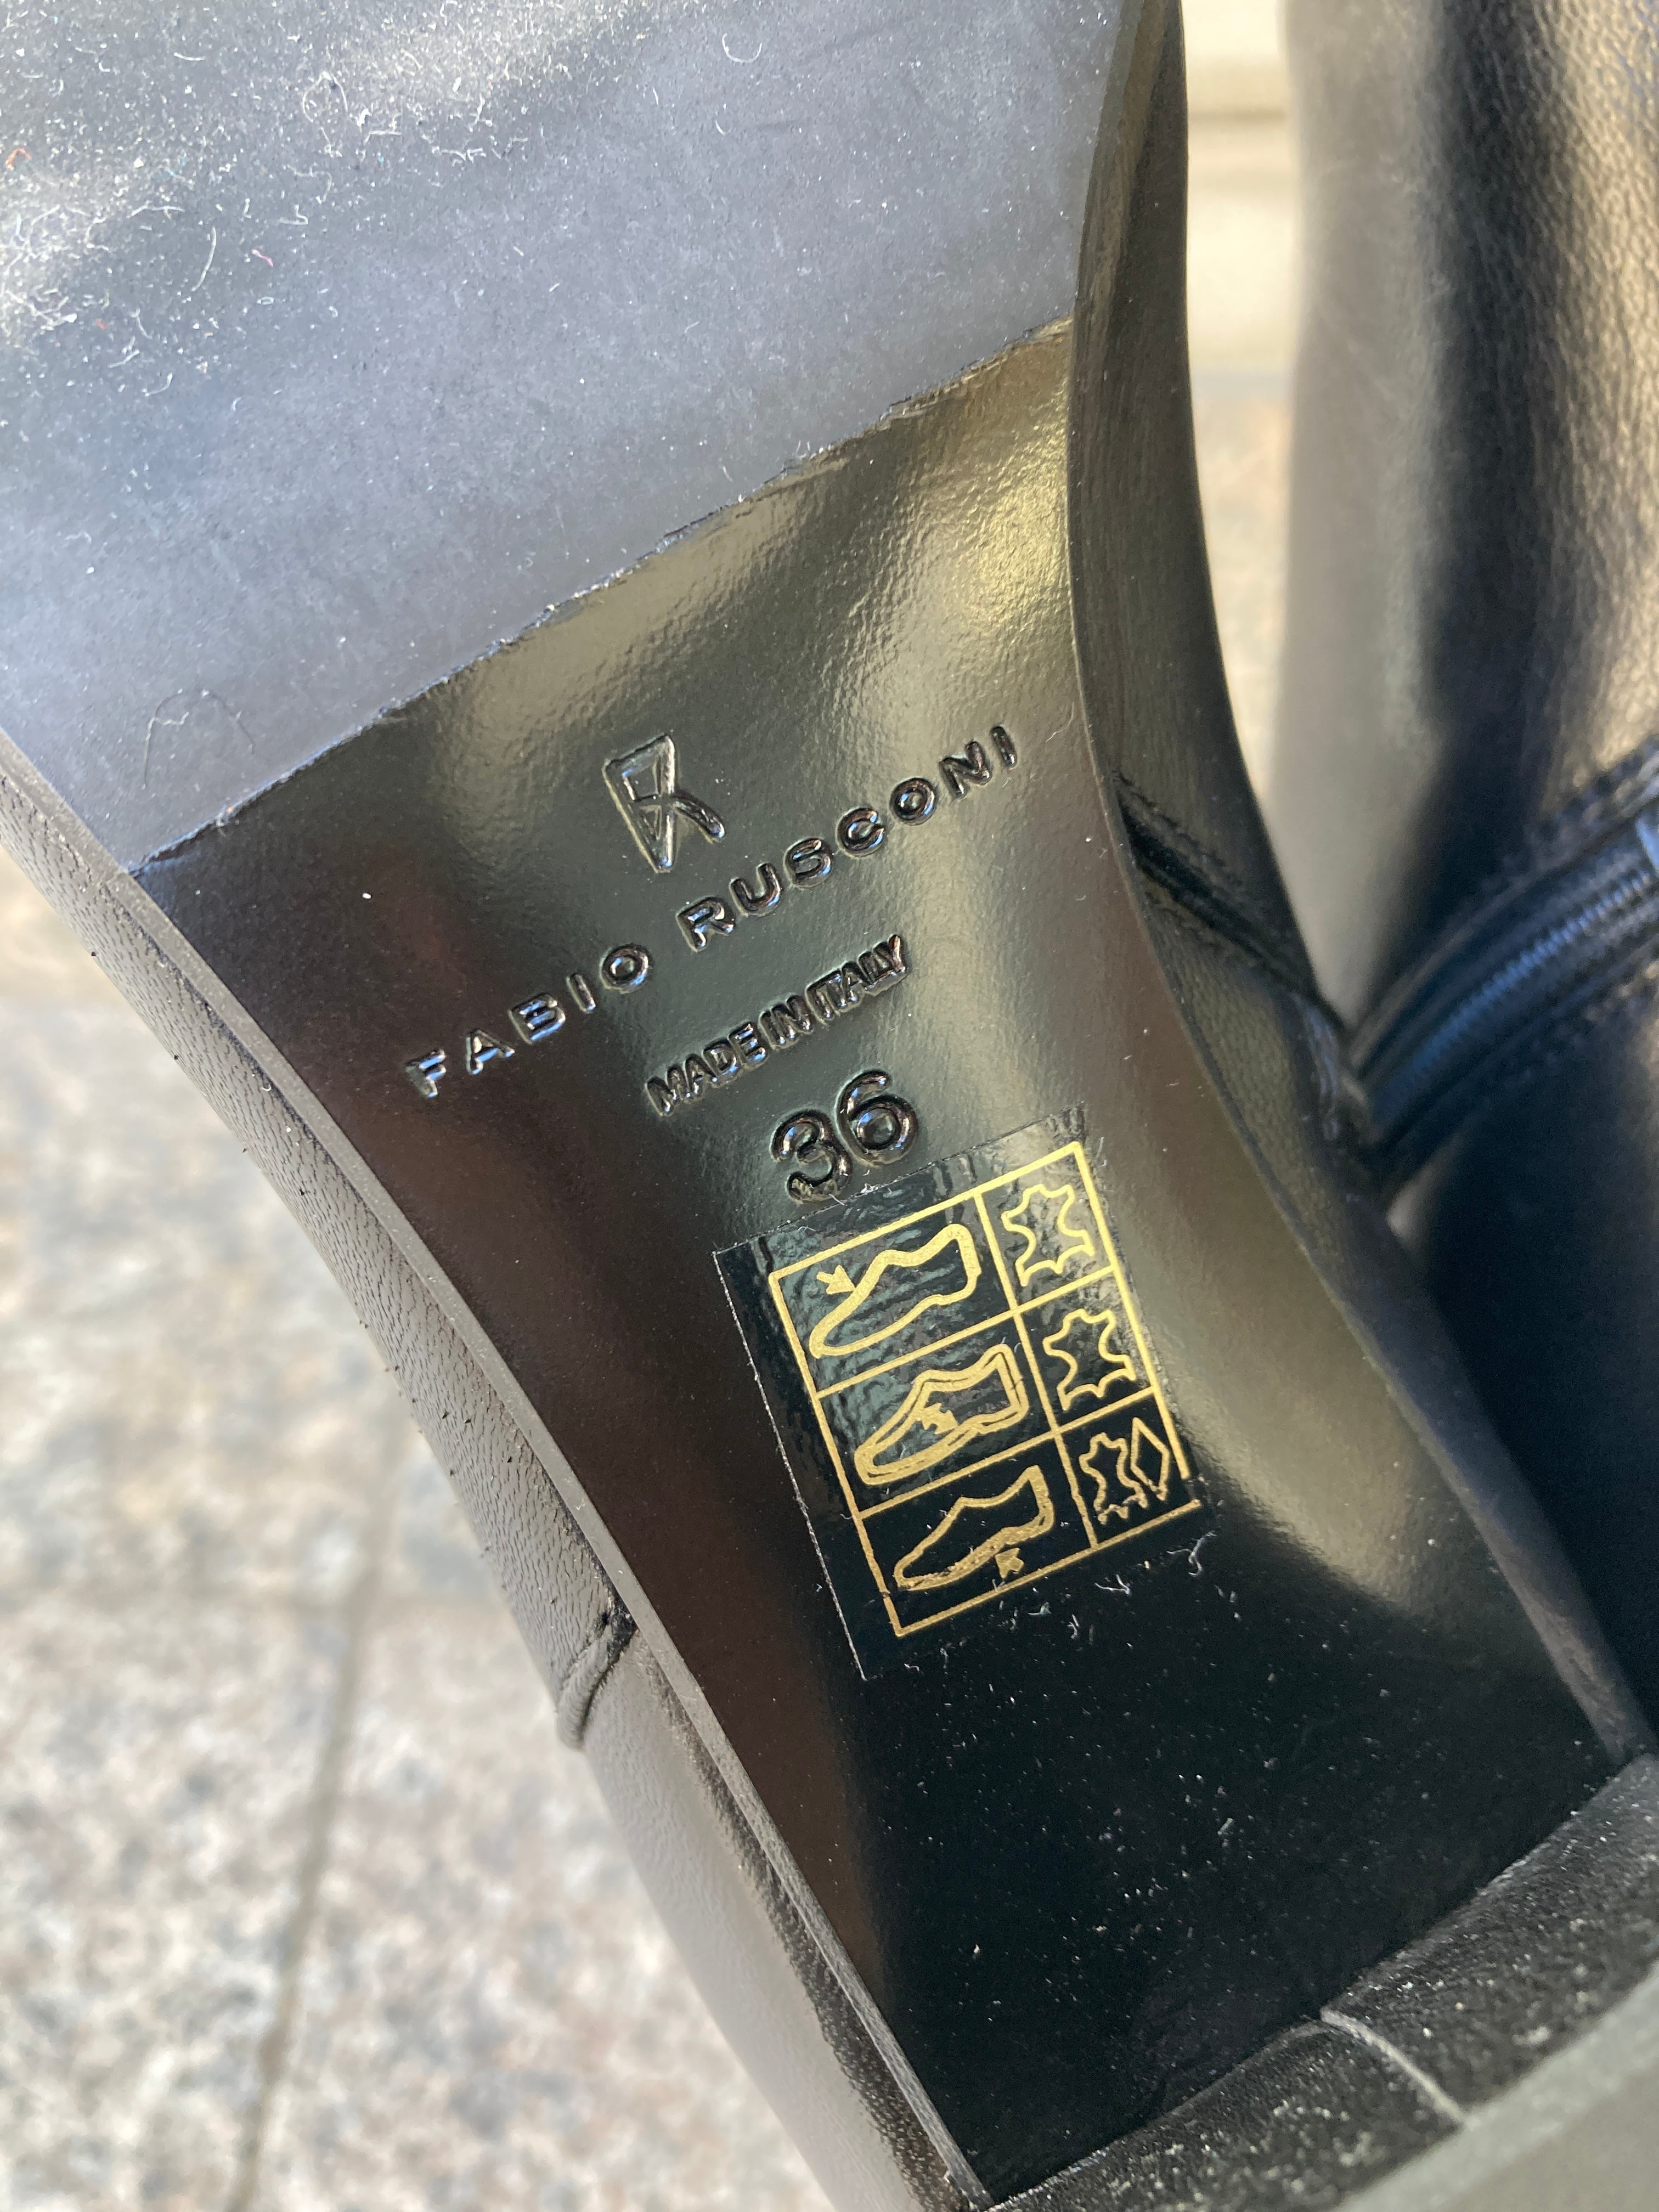 FABIO RUSCONI
MADE IN ITALY
36